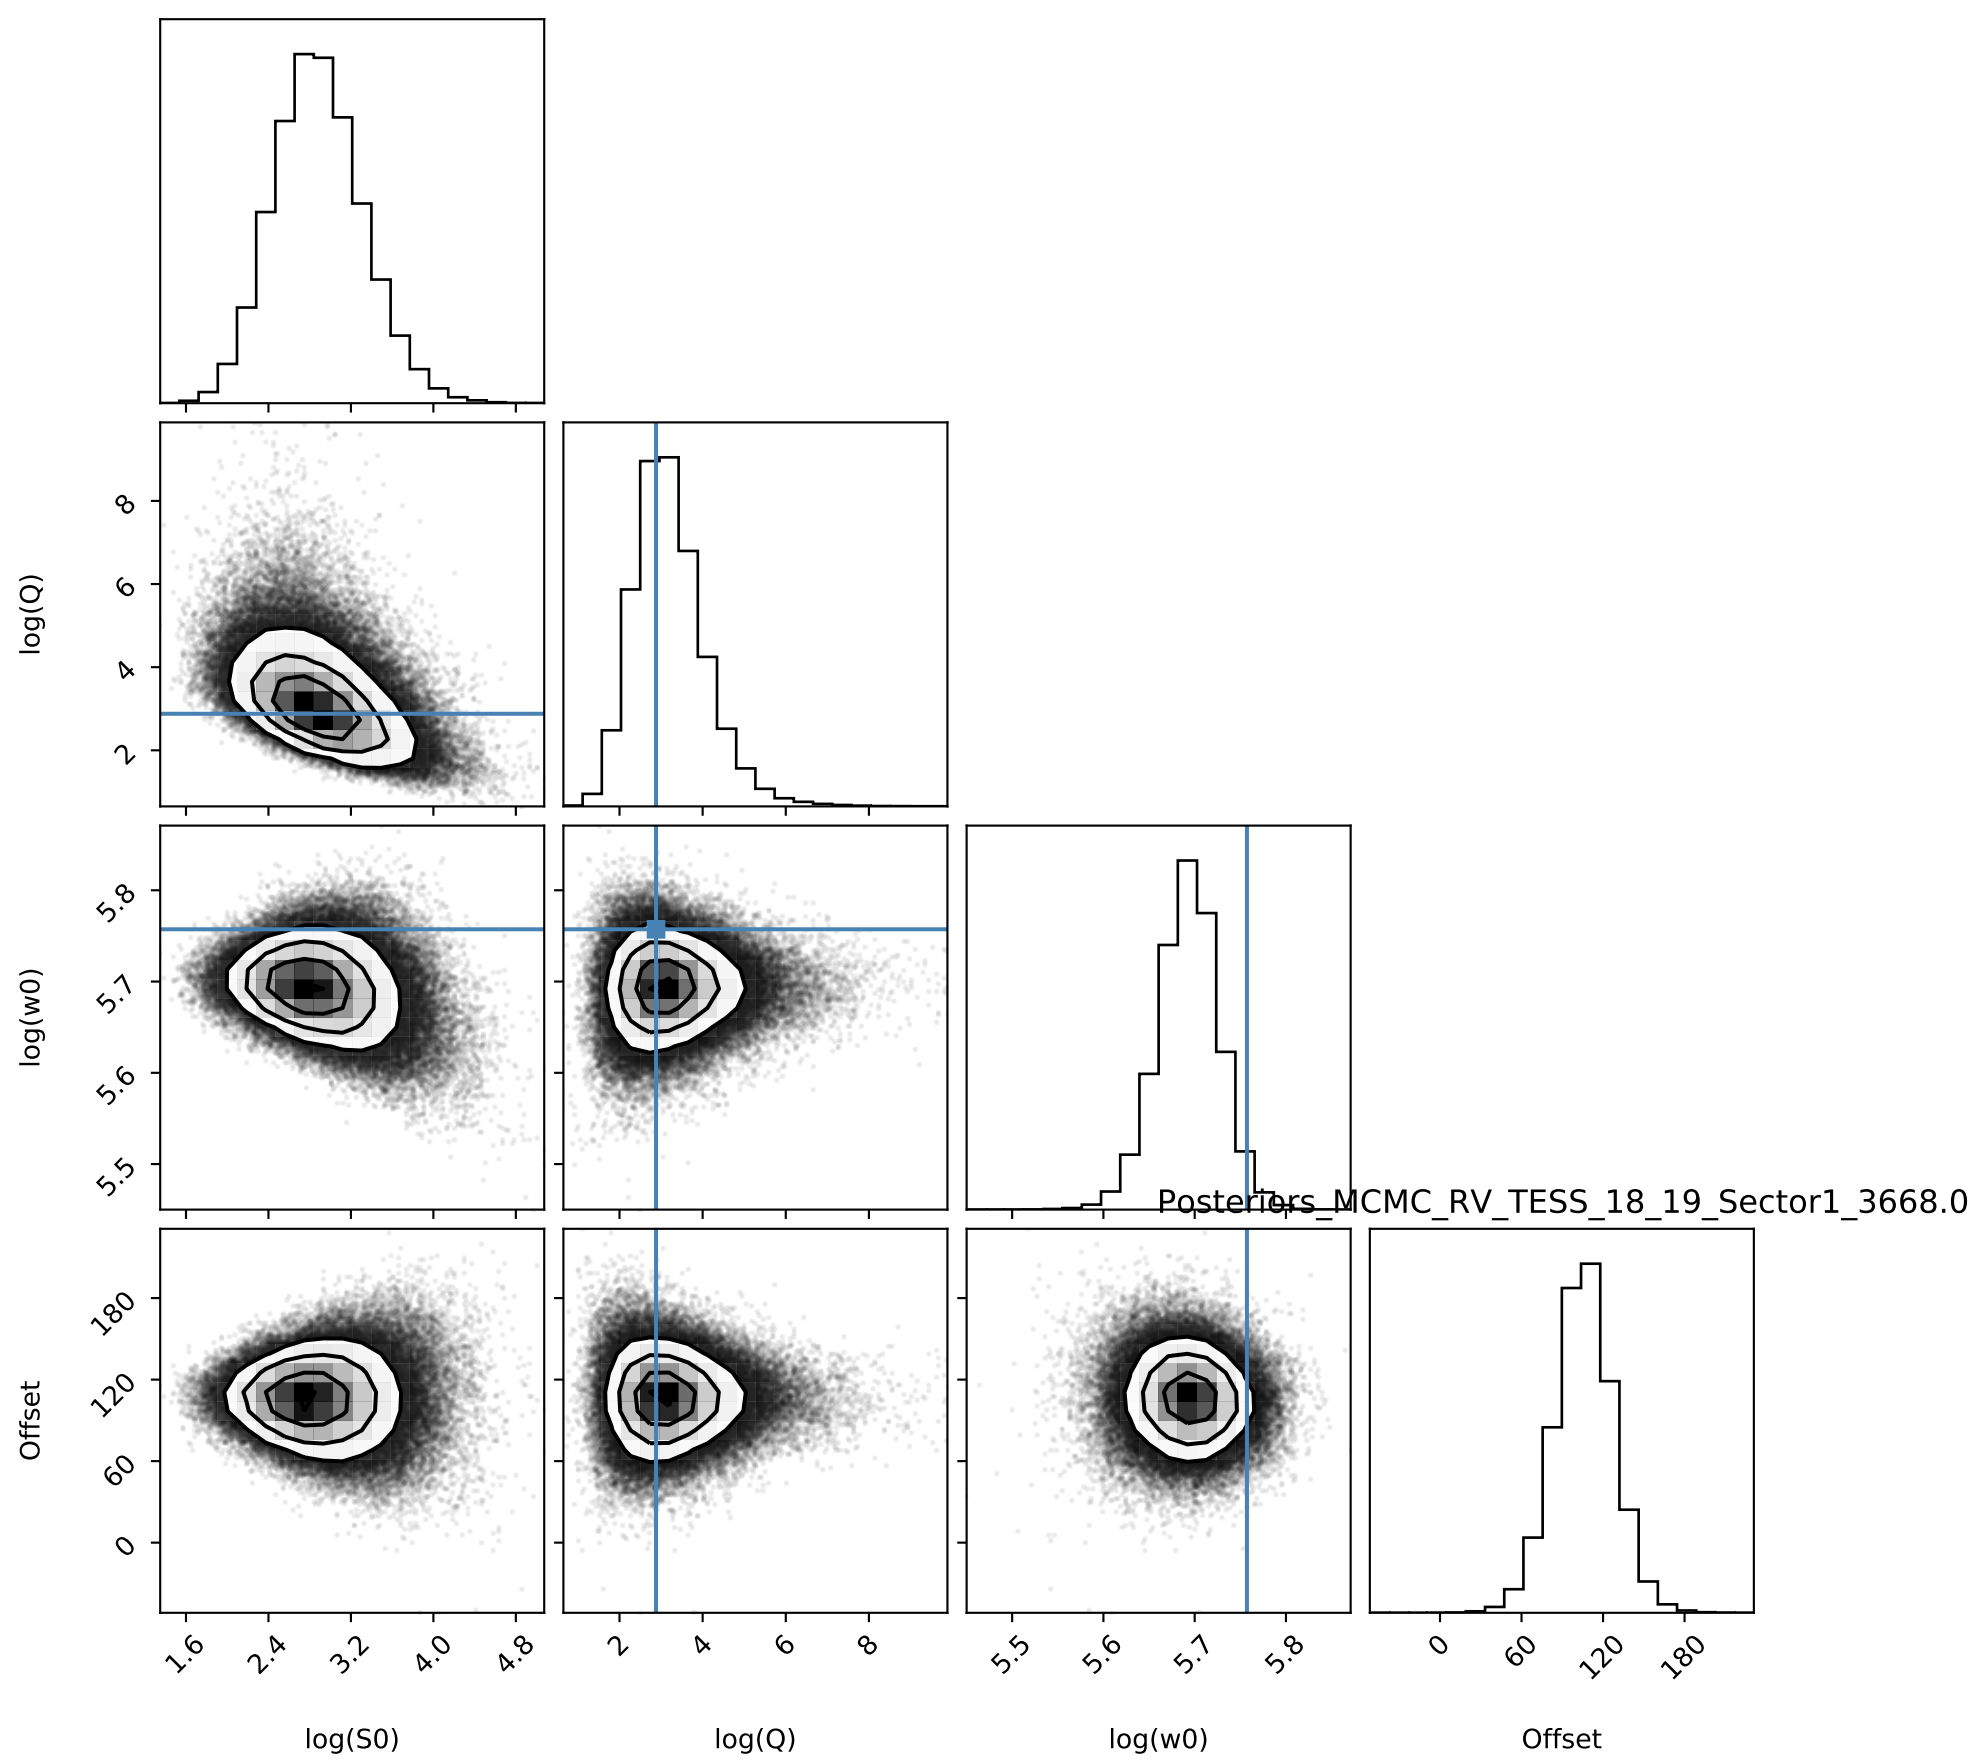 8
6
4
2
log(Q)
5.8
5.7
5.6
5.5
log(w0)
Posteriors_MCMC_RV_TESS_18_19_Sector1_3668.0
180
120
60
0
Offset
1.6 2.4 3.2 4.0 4.8
2 4 6 8
5.5 5.6 5.7 5.8
0 60 120 180
log(S0) log(Q) log(w0) Offset